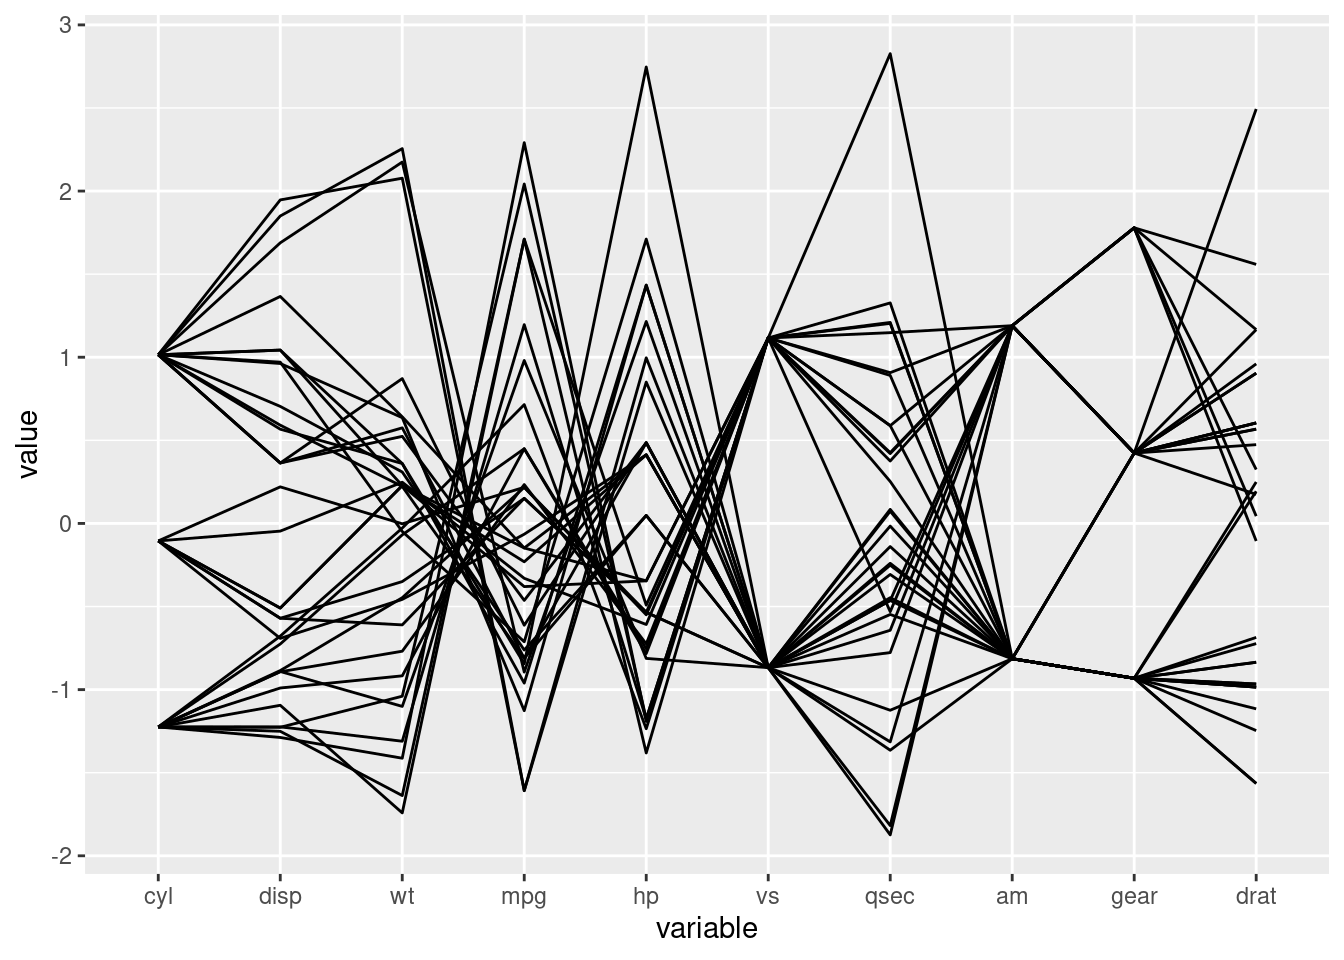 3
2
1
0
-1
-2
value
cyl disp wt mpg hp vs qsec am gear drat
variable